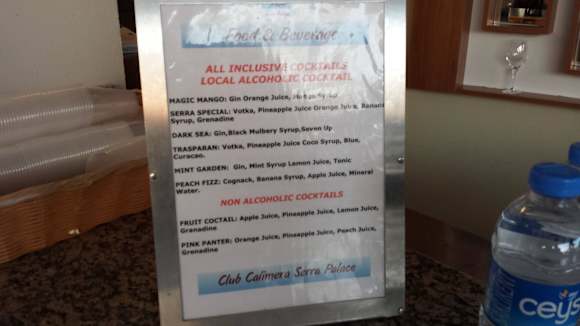 Food & Beverage
ALL INCLUSIVE COCKTAILS
LOCAL ALCOHOLIC COCKTAIL
MAGIC MANGO: Gin Orange Juice, Mango Syrup
SERRA SPECIAL: Votka, Pineapple Juice Orange Juice, Banana
Syrup, Grenadine
DARK SEA: Gin,Black Mulbery Syrup,Seven Up
TRASPARAN: Votka, Pineapple Juice Coco Syrup, Blue,
Curacao.
MINT GARDEN: Gin, Mint Syrup Lemon Juice, Tonic
PEACH FIZZ: Cognack, Banana Syrup, Apple Juice, Mineral
Water.
NON ALCOHOLIC COCKTAILS
FRUIT COCTAIL: Apple Juice, Pineapple Juice, Lemon Juice,
Grenadine
PINK PANTER: Orange Juice, Pineapple Juice, Peach Juice,
Grenadine
Club Calimera Serra Palace